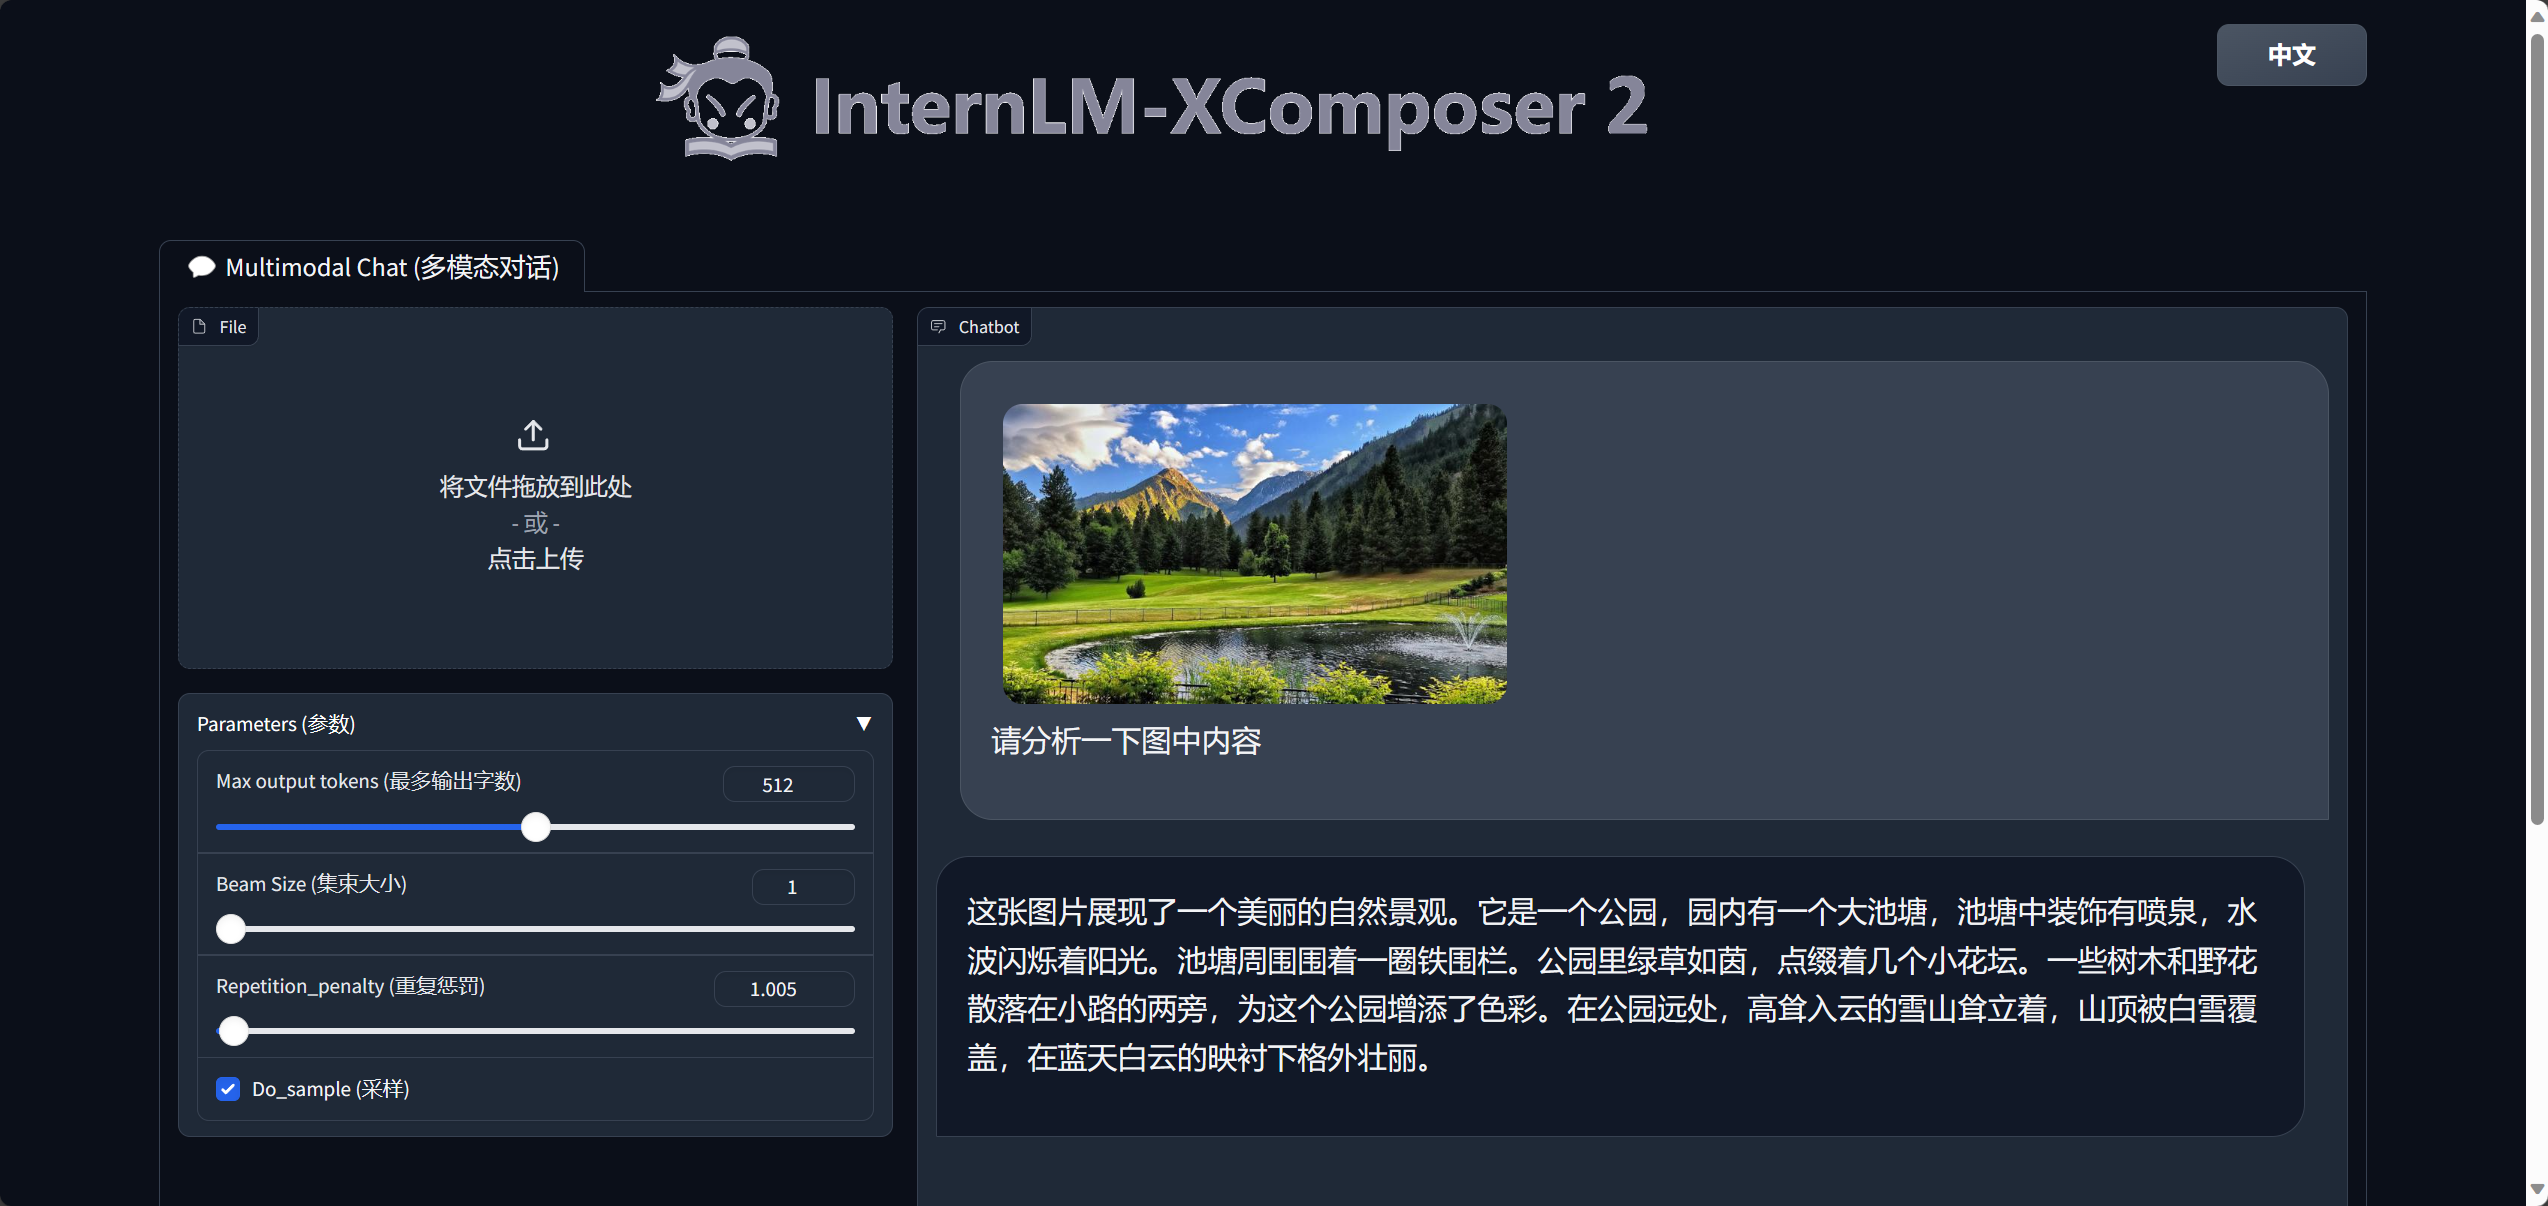 InternLM-XComposer 2
中文
Multimodal Chat (多模态对话)
File
将文件拖放到此处
- 或 -
点击上传
Parameters (参数)
▼
Max output tokens (最多输出字数)
512
Beam Size (集束大小)
1
Repetition_penalty (重复惩罚)
1.005
Do_sample (采样)
Chatbot
请分析一下图中内容
这张图片展现了一个美丽的自然景观。它是一个公园，园内有一个大池塘，池塘中装饰有喷泉，水
波闪烁着阳光。池塘周围围着一圈铁围栏。公园里绿草如茵，点缀着几个小花坛。一些树木和野花
散落在小路的两旁，为这个公园增添了色彩。在公园远处，高耸入云的雪山耸立着，山顶被白雪覆
盖，在蓝天白云的映衬下格外壮丽。